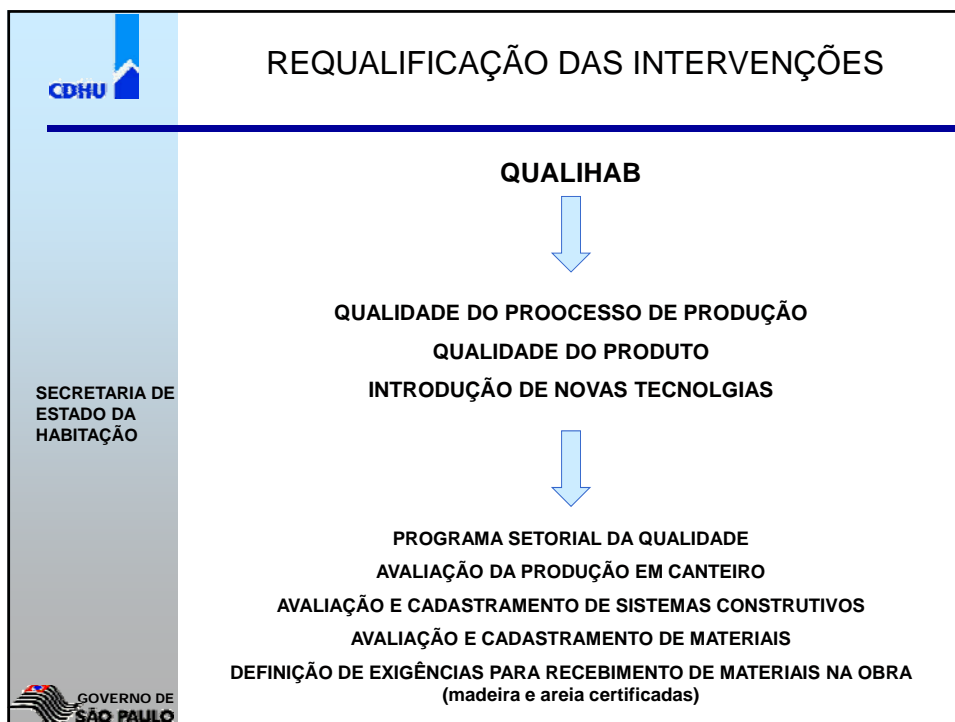 CDHU
REQUALIFICAÇÃO DAS INTERVENÇÕES
QUALIHAB
QUALIDADE DO PROOCESSO DE PRODUÇÃO
QUALIDADE DO PRODUTO
INTRODUÇÃO DE NOVAS TECNOLGIAS
SECRETARIA DE
ESTADO DA
HABITAÇÃO
PROGRAMA SETORIAL DA QUALIDADE
AVALIAÇÃO DA PRODUÇÃO EM CANTEIRO
AVALIAÇÃO E CADASTRAMENTO DE SISTEMAS CONSTRUTIVOS
AVALIAÇÃO E CADASTRAMENTO DE MATERIAIS
DEFINIÇÃO DE EXIGÊNCIAS PARA RECEBIMENTO DE MATERIAIS NA OBRA
(madeira e areia certificadas)
GOVERNO DE
SÃO PAULO